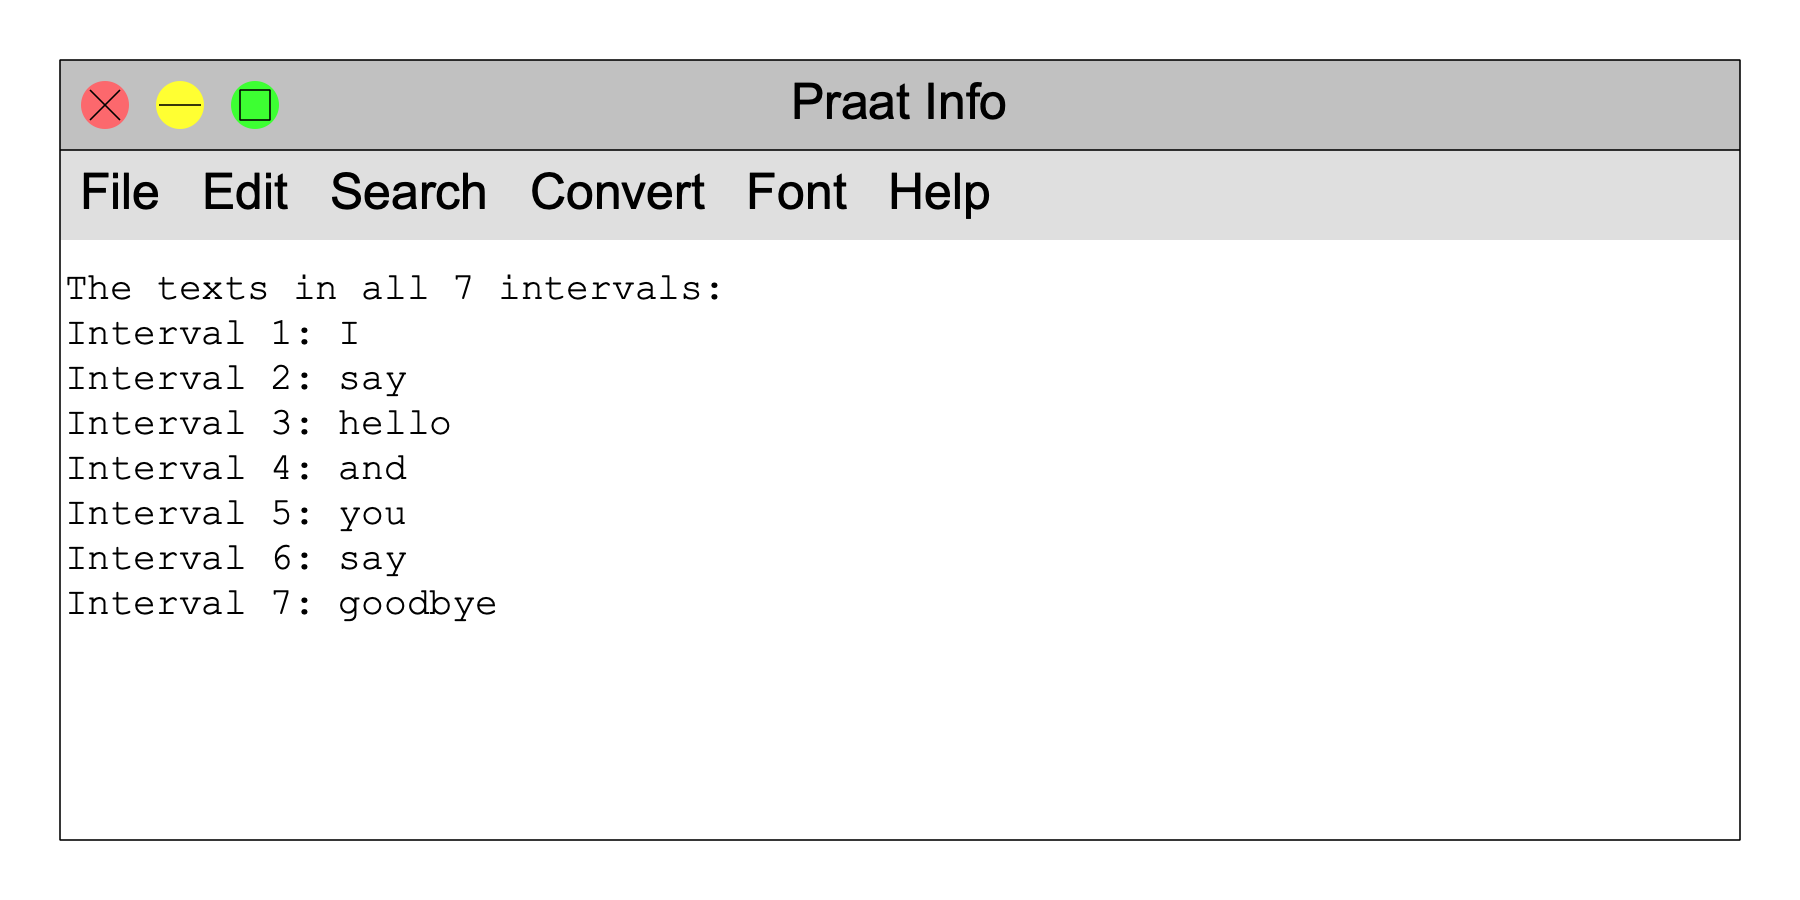 Praat Info
File Edit Search Convert Font Help
The texts in all 7 intervals:
Interval 1: I
Interval 2: say
Interval 3: hello
Interval 4: and
Interval 5: you
Interval 6: say
Interval 7: goodbye